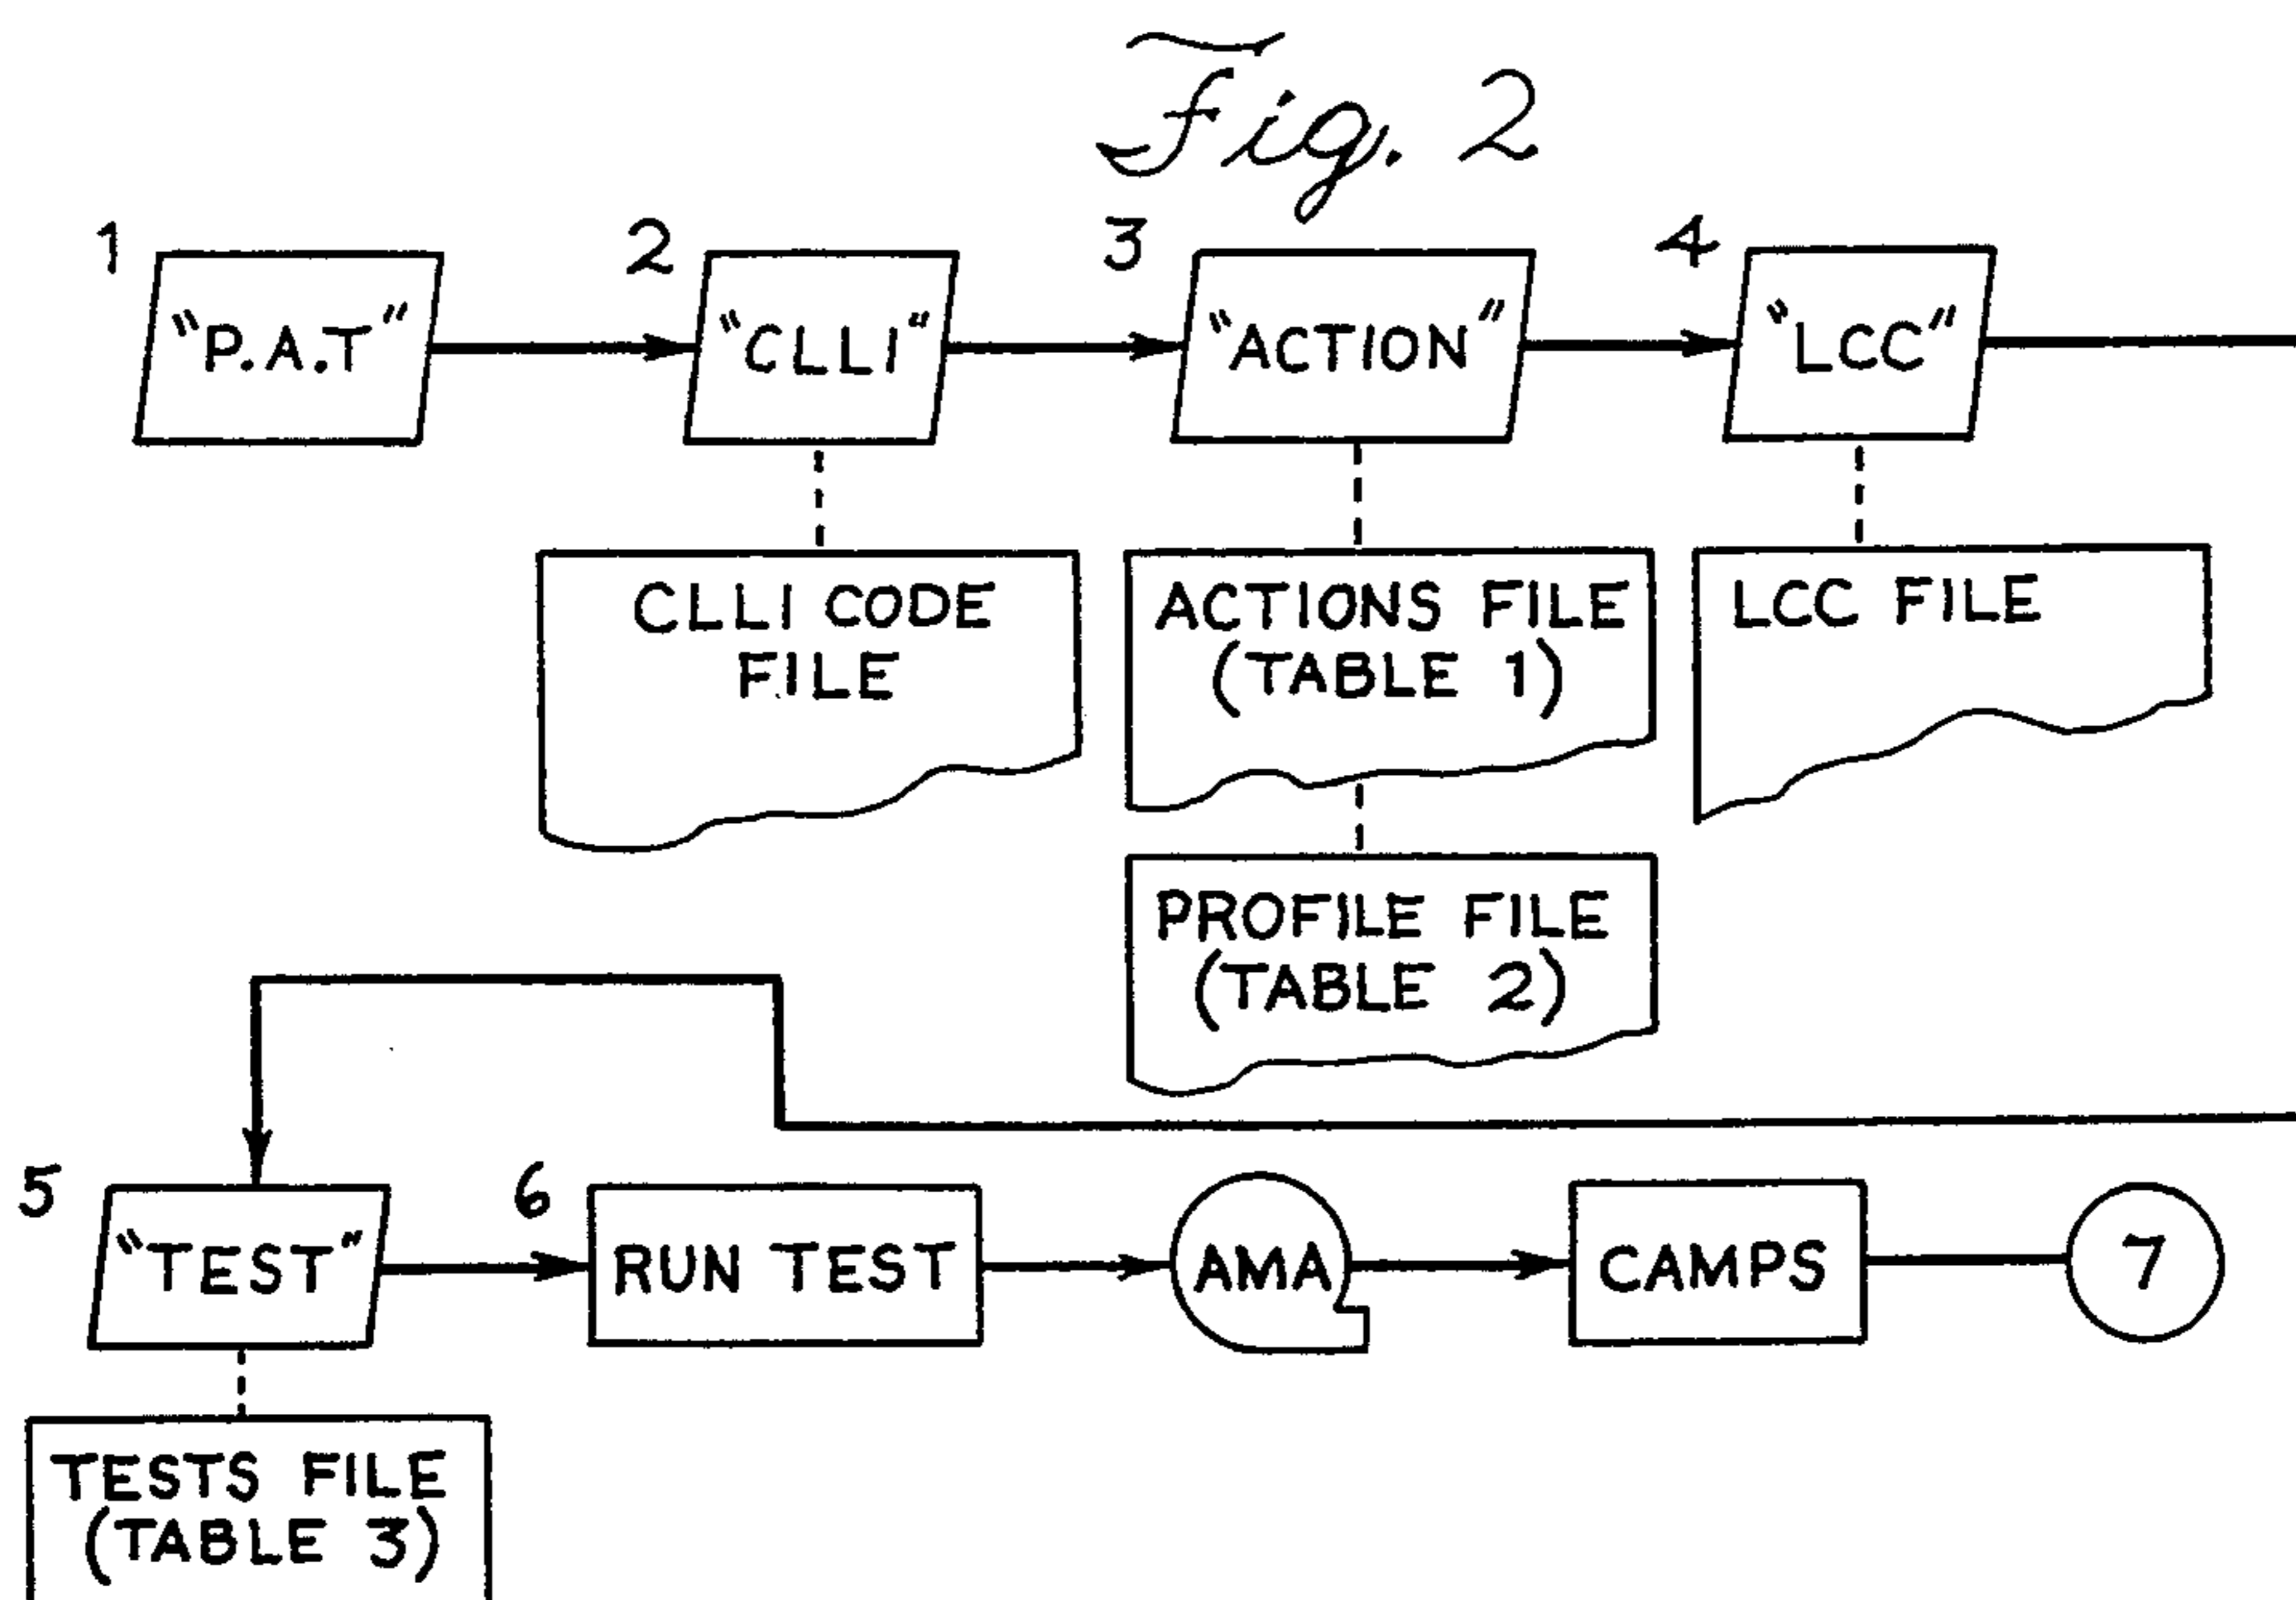 Fig. 2
1
"P.A.T"
2
"CLLI"
3
"ACTION"
4
"LCC"
CLLI CODE
FILE
ACTIONS FILE
(TABLE 1)
LCC FILE
PROFILE FILE
(TABLE 2)
5
"TEST"
6
RUN TEST
AMA
CAMPS
7
TESTS FILE
(TABLE 3)